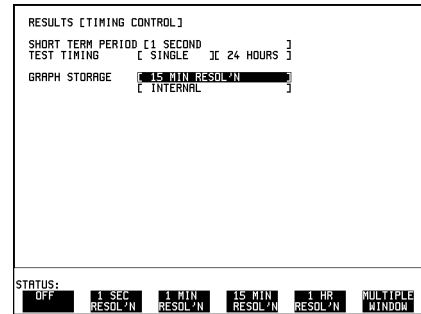 RESULTS [TIMING CONTROL]
SHORT TERM PERIOD [1 SECOND ]
TEST TIMING [ SINGLE ][ 24 HOURS ]
GRAPH STORAGE [ 15 MIN RESOL'N ]
[ INTERNAL ]
STATUS:
OFF 1 SEC 1 MIN 15 MIN 1 HR MULTIPLE
RESOL'N RESOL'N RESOL'N RESOL'N WINDOW